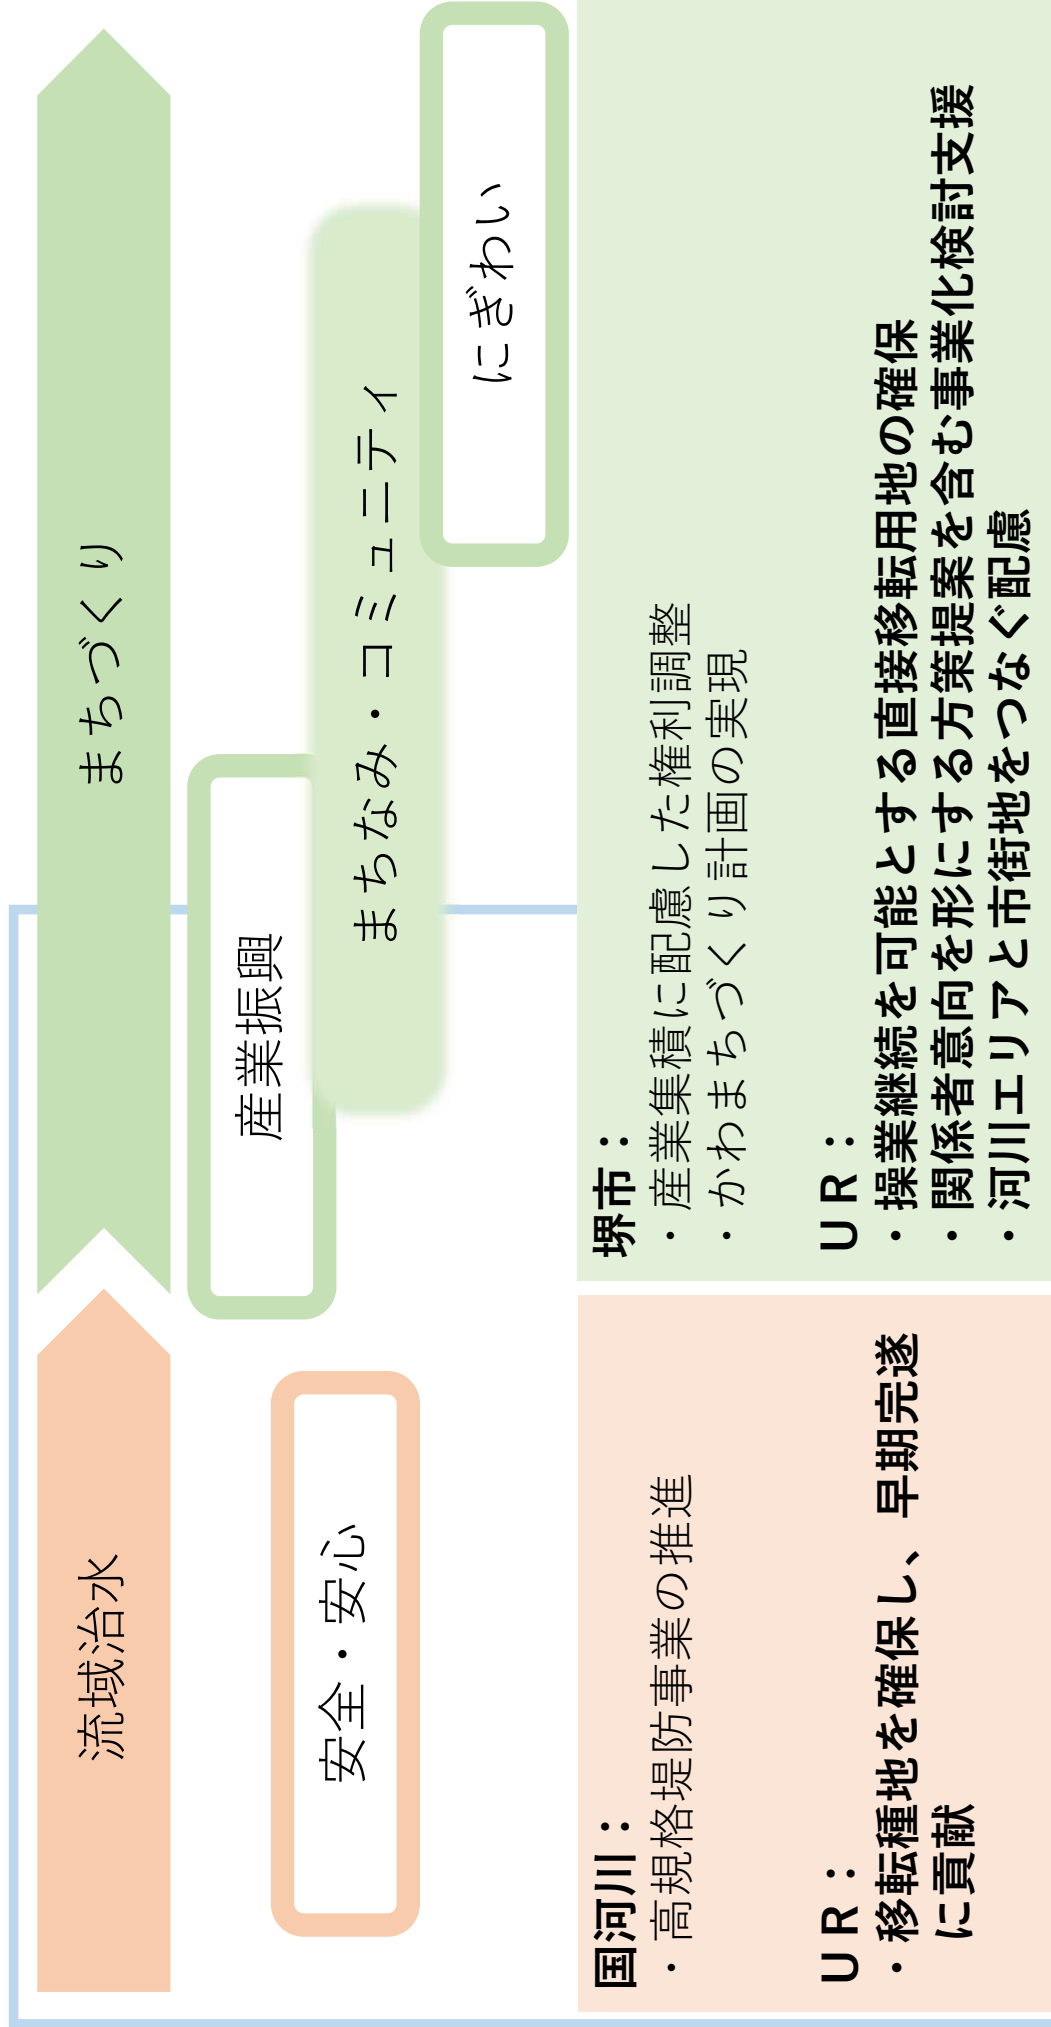 流域治水
まちづくり
安全・安心
産業振興
まちなみ・コミュニティ
にぎわい
国河川：
・高規格堤防事業の推進
ＵＲ：
・移転種地を確保し、早期完遂
に貢献
堺市：
・産業集積に配慮した権利調整
・かわまちづくり計画の実現
ＵＲ：
・操業継続を可能とする直接移転用地の確保
・関係者意向を形にする方策提案を含む事業化検討支援
・河川エリアと市街地をつなぐ配慮